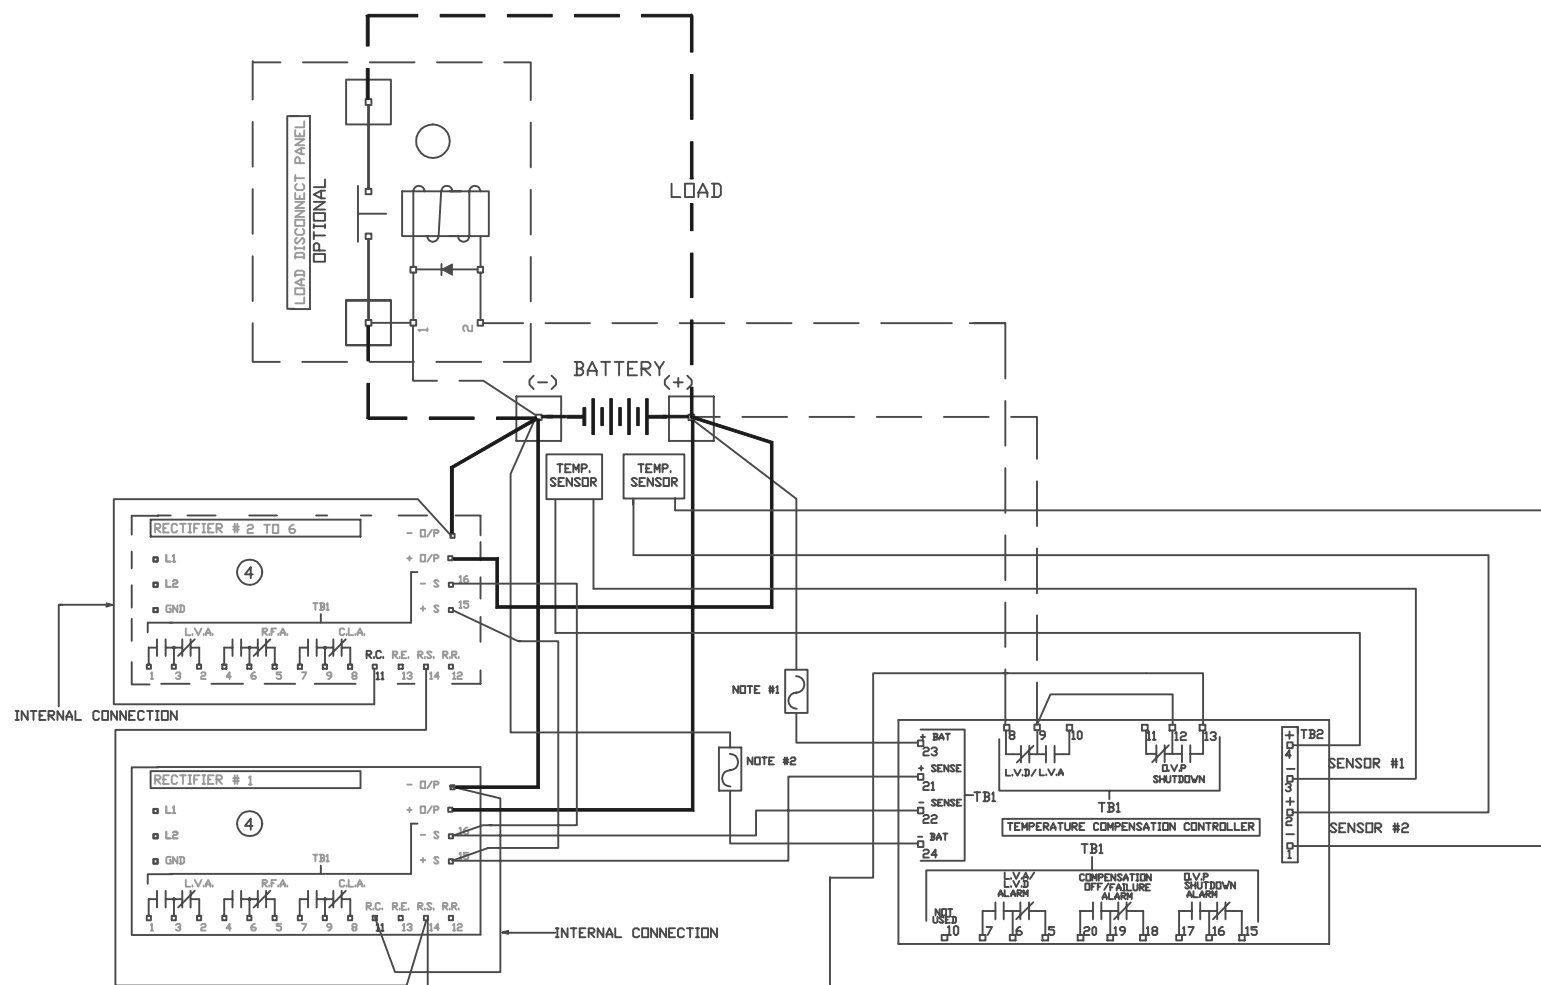 LOAD DISCONNECT PANEL
OPTIONAL
LOAD
1
2
BATTERY
(-)
(+)
TEMP.
SENSOR
TEMP.
SENSOR
RECTIFIER # 2 TO 6
- O/P
+ O/P
- S 16
+ S 15
L1
L2
GND
4
TB1
L.V.A.
R.F.A.
C.L.A.
R.C. R.E. R.S. R.R.
1 3 2 4 6 5 7 9 8 11 13 14 12
INTERNAL CONNECTION
NOTE #1
NOTE #2
RECTIFIER # 1
- O/P
+ O/P
- S 16
+ S 15
L1
L2
GND
4
TB1
L.V.A.
R.F.A.
C.L.A.
R.C. R.E. R.S. R.R.
1 3 2 4 6 5 7 9 8 11 13 14 12
INTERNAL CONNECTION
+ BAT
23
+ SENSE
21
- SENSE
22
- BAT
24
TB1
8 9 10
L.V.D/L.V.A
11 12 13
O.V.P
SHUTDOWN
TB1
TEMPERATURE COMPENSATION CONTROLLER
TB2
+
4
-
3
+
2
-
1
SENSOR #1
SENSOR #2
TB1
NOT
USED
10
L.V.A/
L.V.D
ALARM
7 6 5
COMPENSATION
OFF/FAILURE
ALARM
20 19 18
O.V.P
SHUTDOWN
ALARM
17 16 15